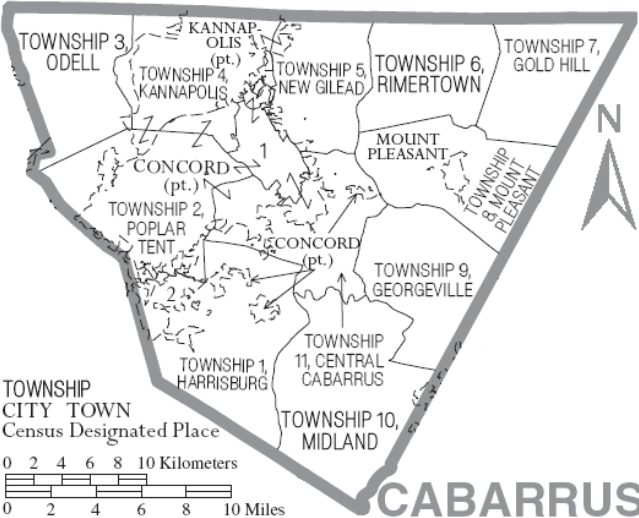 TOWNSHIP 3,
ODELL
KANNAP-
OLIS
(pt.)
TOWNSHIP 4,
KANNAPOLIS
TOWNSHIP 5,
NEW GILEAD
TOWNSHIP 6,
RIMERTOWN
TOWNSHIP 7,
GOLD HILL
N
1
MOUNT
PLEASANT
TOWNSHIP
8, MOUNT
PLEASANT
CONCORD
(pt.)
TOWNSHIP 2,
POPLAR
TENT
CONCORD
(pt.)
TOWNSHIP 9,
GEORGEVILLE
2
TOWNSHIP 1,
HARRISBURG
TOWNSHIP
11, CENTRAL
CABARRUS
TOWNSHIP 10,
MIDLAND
TOWNSHIP
CITY TOWN
Census Designated Place
0 2 4 6 8 10 Kilometers
0 2 4 6 8 10 Miles
CABARRUS